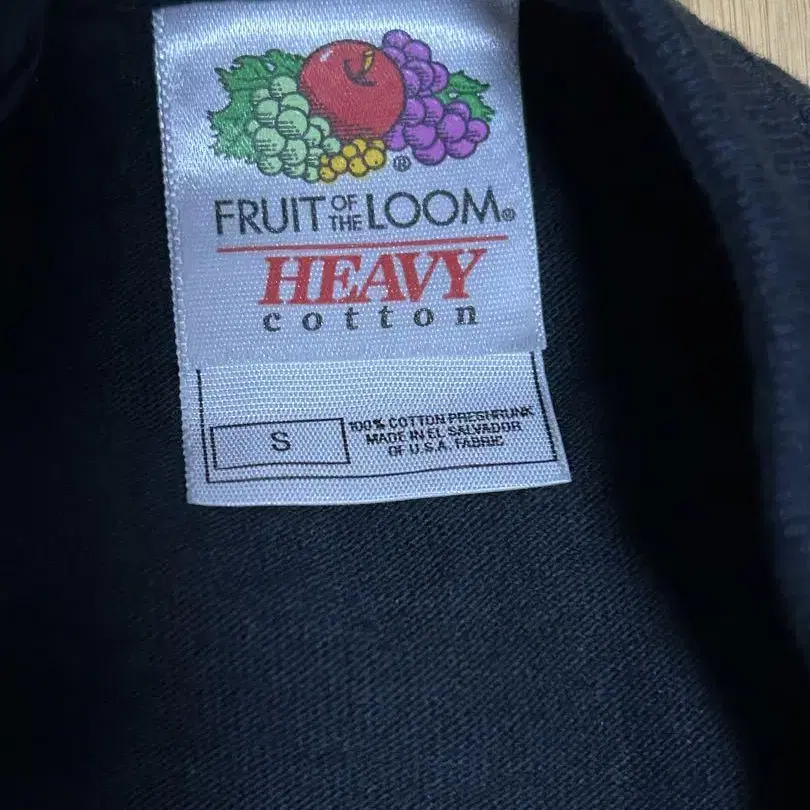 FRUIT OF THE LOOM®
HEAVY
cotton
S
100% COTTON PRESHRUNK
MADE IN EL SALVADOR
OF U.S.A. FABRIC